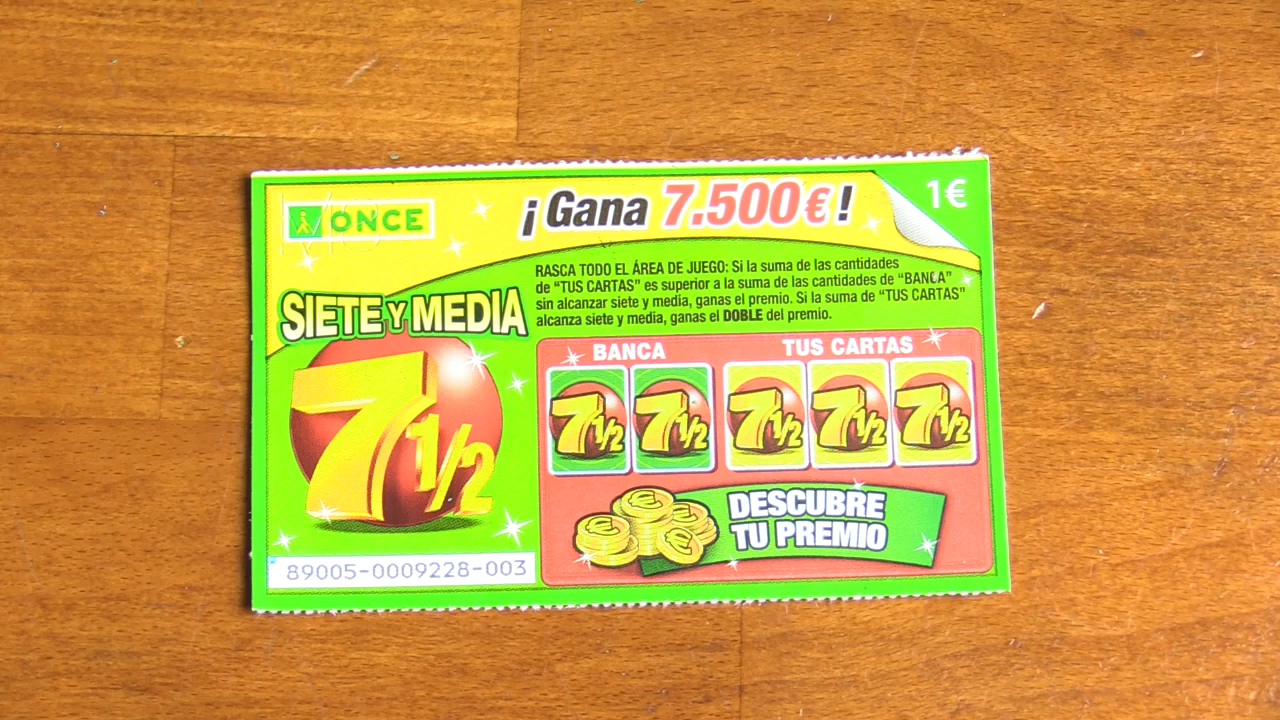 ONCE
¡Gana 7.500€!
1€
RASCA TODO EL ÁREA DE JUEGO: Si la suma de las cantidades
de “TUS CARTAS” es superior a la suma de las cantidades de “BANCA”
sin alcanzar siete y media, ganas el premio. Si la suma de “TUS CARTAS”
alcanza siete y media, ganas el DOBLE del premio.
SIETE Y MEDIA
7 1/2
BANCA
TUS CARTAS
7 1/2 7 1/2 7 1/2 7 1/2 7 1/2
DESCUBRE
TU PREMIO
89005-0009228-003